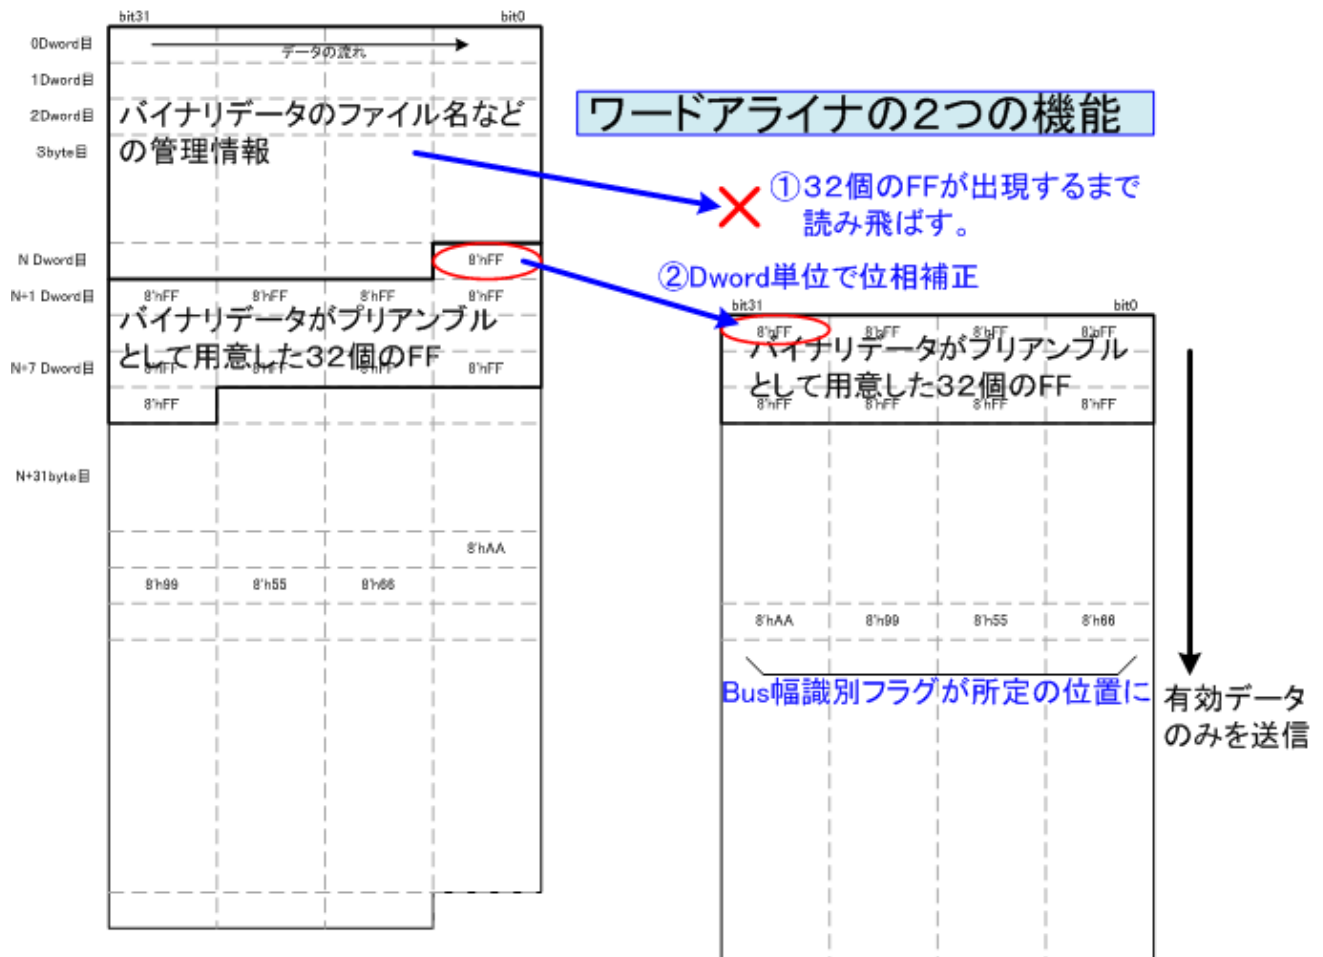 bit31 bit0
0Dword目
データの流れ
1Dword目
2Dword目
バイナリデータのファイル名など
の管理情報
3byte目
ワードアライナの２つの機能
①３２個のFFが出現するまで
読み飛ばす。
N Dword目
8'hFF
②Dword単位で位相補正
N+1 Dword目
8'hFF 8'hFF 8'hFF 8'hFF
バイナリデータがプリアンブル
として用意した３２個のFF
N+7 Dword目
8'hFF 8'hFF 8'hFF 8'hFF
8'hFF
N+31byte目
8'hAA
8'h99 8'h55 8'h66
bit31 bit0
8'hFF 8'hFF 8'hFF 8'hFF
バイナリデータがプリアンブル
として用意した３２個のFF
8'hFF 8'hFF 8'hFF 8'hFF
8'hAA 8'h99 8'h55 8'h66
Bus幅識別フラグが所定の位置に
有効データ
のみを送信